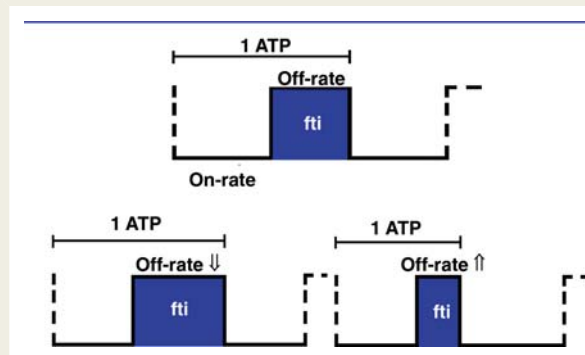 1 ATP
Off-rate
fti
On-rate
1 ATP
Off-rate ⇓
fti
1 ATP
Off-rate ⇑
fti